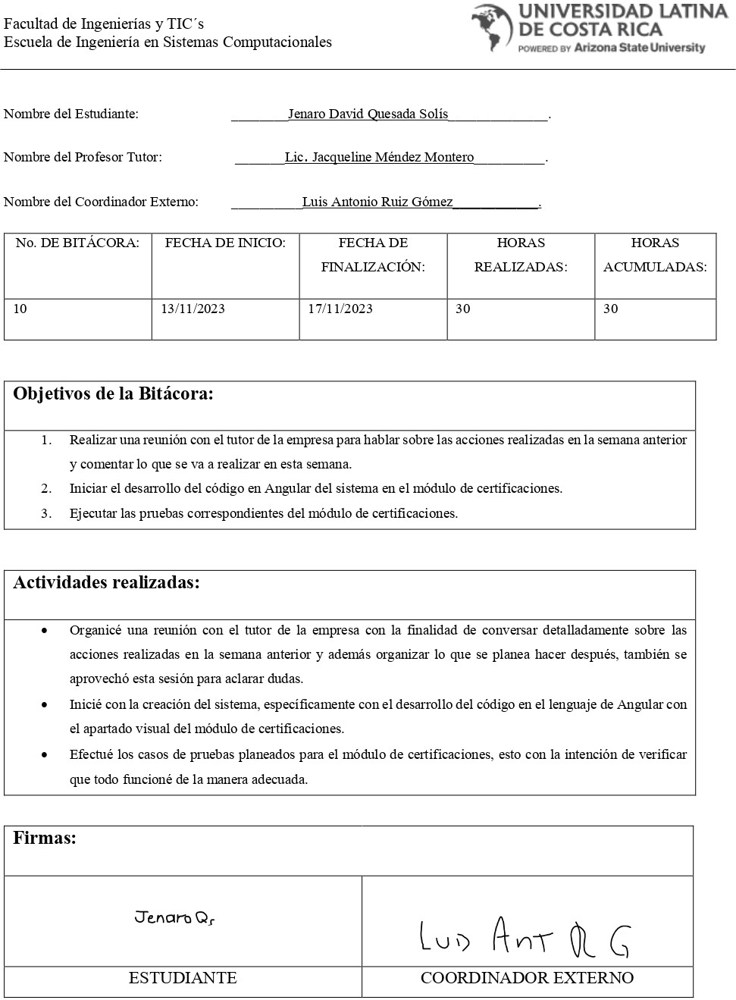 Facultad de Ingenierías y TIC´s
Escuela de Ingeniería en Sistemas Computacionales
UNIVERSIDAD LATINA
DE COSTA RICA
POWERED BY Arizona State University
Nombre del Estudiante: ________Jenaro David Quesada Solís______________.
Nombre del Profesor Tutor: _______Lic. Jacqueline Méndez Montero__________.
Nombre del Coordinador Externo: __________Luis Antonio Ruiz Gómez____________.
No. DE BITÁCORA: FECHA DE INICIO: FECHA DE FINALIZACIÓN: HORAS REALIZADAS: HORAS ACUMULADAS:
10 13/11/2023 17/11/2023 30 30
Objetivos de la Bitácora:
1. Realizar una reunión con el tutor de la empresa para hablar sobre las acciones realizadas en la semana anterior
y comentar lo que se va a realizar en esta semana.
2. Iniciar el desarrollo del código en Angular del sistema en el módulo de certificaciones.
3. Ejecutar las pruebas correspondientes del módulo de certificaciones.
Actividades realizadas:
• Organicé una reunión con el tutor de la empresa con la finalidad de conversar detalladamente sobre las
acciones realizadas en la semana anterior y además organizar lo que se planea hacer después, también se
aprovechó esta sesión para aclarar dudas.
• Inicié con la creación del sistema, específicamente con el desarrollo del código en el lenguaje de Angular con
el apartado visual del módulo de certificaciones.
• Efectué los casos de pruebas planeados para el módulo de certificaciones, esto con la intención de verificar
que todo funcioné de la manera adecuada.
Firmas:
Jenaro Qs
Luis Ant R G
ESTUDIANTE COORDINADOR EXTERNO